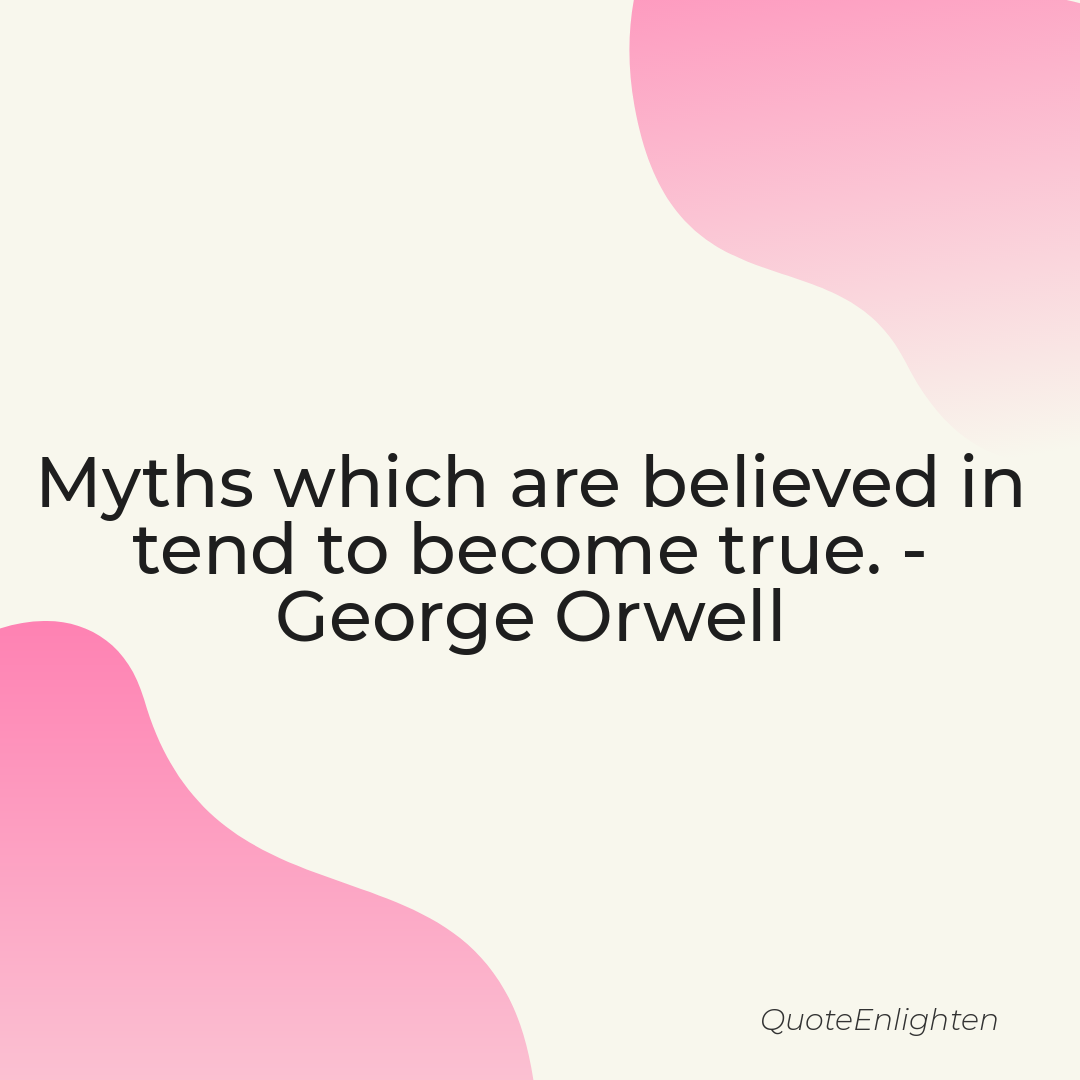 Myths which are believed in
tend to become true. -
George Orwell
QuoteEnlighten